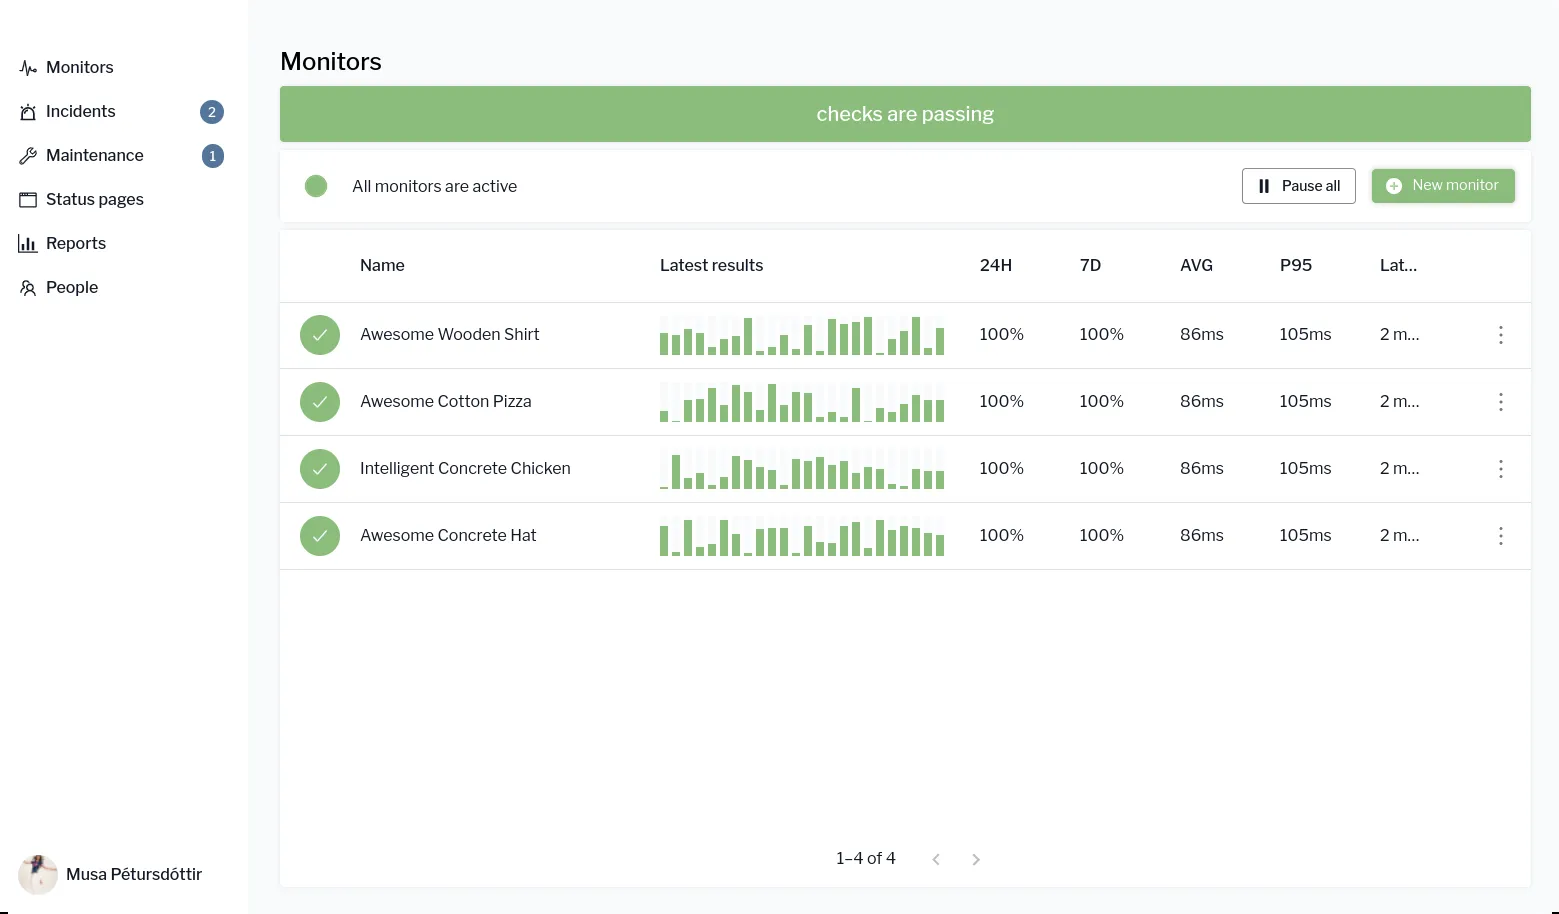 Monitors
Incidents 2
Maintenance 1
Status pages
Reports
People
Musa Pétursdóttir
Monitors
checks are passing
All monitors are active
Pause all
New monitor
Name Latest results 24H 7D AVG P95 Lat...
Awesome Wooden Shirt 100% 100% 86ms 105ms 2 m...
Awesome Cotton Pizza 100% 100% 86ms 105ms 2 m...
Intelligent Concrete Chicken 100% 100% 86ms 105ms 2 m...
Awesome Concrete Hat 100% 100% 86ms 105ms 2 m...
1–4 of 4